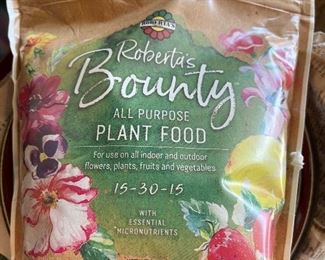 ROBERTA'S
Roberta's
Bounty
ALL PURPOSE
PLANT FOOD
For use on all indoor and outdoor
flowers, plants, fruits and vegetables
15-30-15
WITH
ESSENTIAL
MICRONUTRIENTS